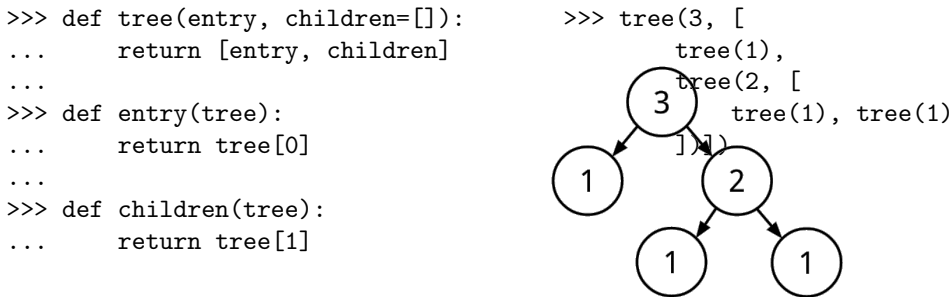 >>> def tree(entry, children=[]):
...     return [entry, children]
...
>>> def entry(tree):
...     return tree[0]
...
>>> def children(tree):
...     return tree[1]
>>> tree(3, [
        tree(1),
        tree(2, [
            tree(1), tree(1)
        ])])
3
1
2
1
1